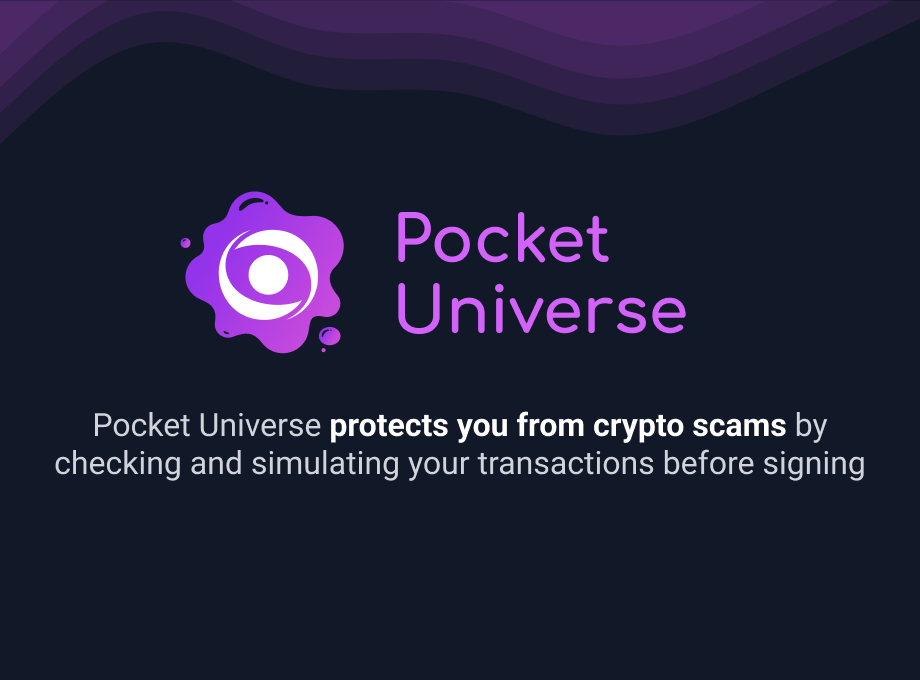 Pocket
Universe
Pocket Universe protects you from crypto scams by
checking and simulating your transactions before signing